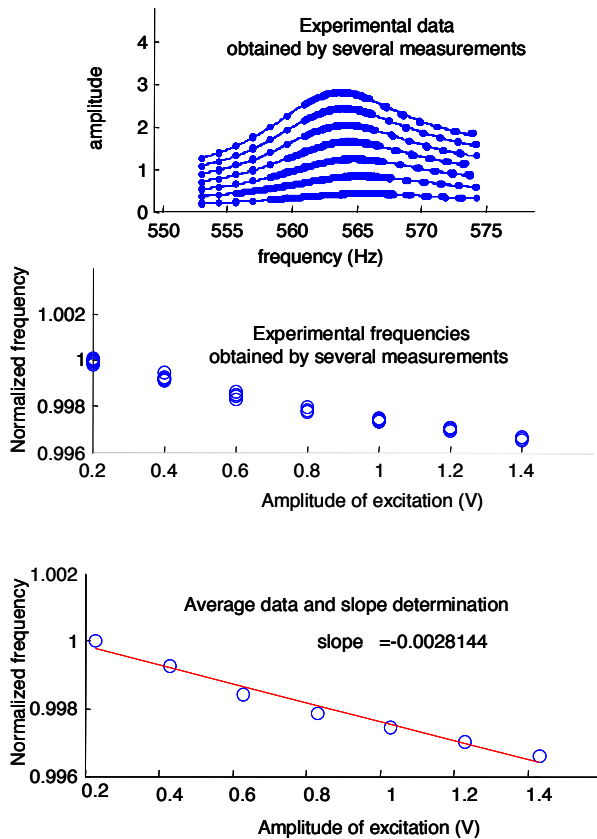 Experimental data
obtained by several measurements
amplitude
4
3
2
1
0
550 555 560 565 570 575
frequency (Hz)
Normalized frequency
1.002
1
0.998
0.996
Experimental frequencies
obtained by several measurements
0.2 0.4 0.6 0.8 1 1.2 1.4
Amplitude of excitation (V)
Normalized frequency
1.002
1
0.998
0.996
Average data and slope determination
slope =-0.0028144
0.2 0.4 0.6 0.8 1 1.2 1.4
Amplitude of excitation (V)